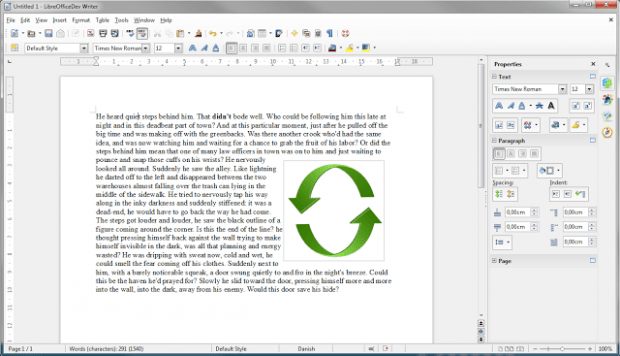 Untitled 1 - LibreOfficeDev Writer
File Edit View Insert Format Table Tools Window Help
Default Style Times New Roman 12
He heard quiet steps behind him. That didn't bode well. Who could be following him this late at
night and in this deadbeat part of town? And at this particular moment, just after he pulled off the
big time and was making off with the greenbacks. Was there another crook who'd had the same
idea, and was now watching him and waiting for a chance to grab the fruit of his labor? Or did the
steps behind him mean that one of many law officers in town was on to him and just waiting to
pounce and snap those cuffs on his wrists? He nervously
looked all around. Suddenly he saw the alley. Like lightning
he darted off to the left and disappeared between the two
warehouses almost falling over the trash can lying in the
middle of the sidewalk. He tried to nervously tap his way
along in the inky darkness and suddenly stiffened: it was a
dead-end, he would have to go back the way he had come.
The steps got louder and louder, he saw the black outline of a
figure coming around the corner. Is this the end of the line? he
thought pressing himself back against the wall trying to make
himself invisible in the dark, was all that planning and energy
wasted? He was dripping with sweat now, cold and wet, he
could smell the fear coming off his clothes. Suddenly next to
him, with a barely noticeable squeak, a door swung quietly to and fro in the night's breeze. Could
this be the haven he'd prayed for? Slowly he slid toward the door, pressing himself more and more
into the wall, into the dark, away from his enemy. Would this door save his hide?
Properties
Text
Times New Roman 12
Paragraph
Spacing: Indent:
0,00cm 0,00cm
0,00cm 0,00cm
0,00cm
Page
Page 1 / 1 Words (characters): 291 (1540) Default Style Danish 100%